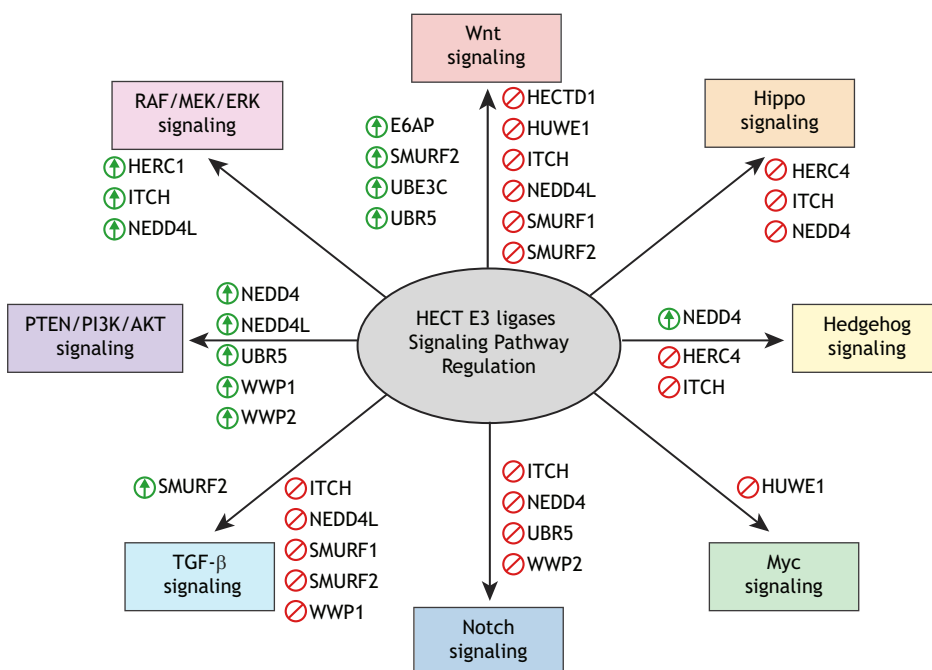 Wnt
signaling
RAF/MEK/ERK
signaling
Hippo
signaling
HERC1
ITCH
NEDD4L
E6AP
SMURF2
UBE3C
UBR5
HECTD1
HUWE1
ITCH
NEDD4L
SMURF1
SMURF2
HERC4
ITCH
NEDD4
PTEN/PI3K/AKT
signaling
NEDD4
NEDD4L
UBR5
WWP1
WWP2
HECT E3 ligases
Signaling Pathway
Regulation
NEDD4
HERC4
ITCH
Hedgehog
signaling
SMURF2
ITCH
NEDD4L
SMURF1
SMURF2
WWP1
TGF-β
signaling
ITCH
NEDD4
UBR5
WWP2
Notch
signaling
HUWE1
Myc
signaling